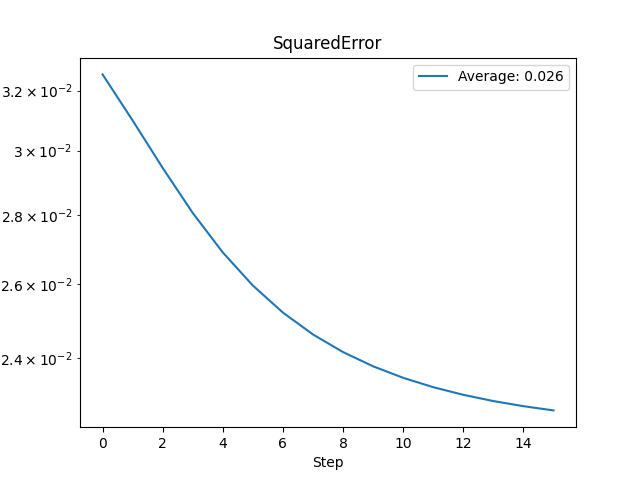 SquaredError
Average: 0.026
3.2 × 10⁻²
3 × 10⁻²
2.8 × 10⁻²
2.6 × 10⁻²
2.4 × 10⁻²
0 2 4 6 8 10 12 14
Step